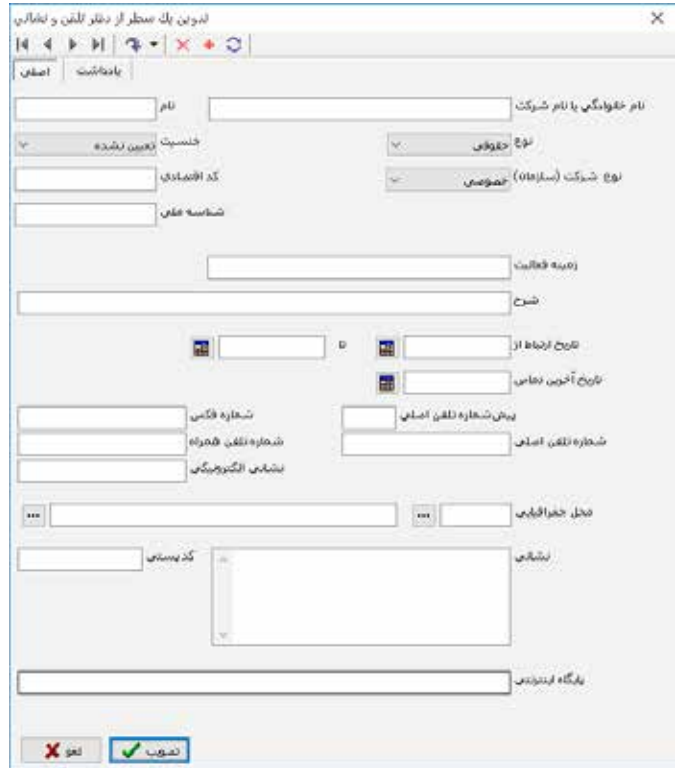 تدوین یك سطر از دفتر تلفن و نشانی
اصلی یادداشت
نام خانوادگی یا نام شرکت نام
نوع حقوقی جنسیت تعیین نشده
نوع شرکت (سازمان) خصوصی کد اقتصادی
شناسه ملی
زمینه فعالیت
شرح
تاریخ ارتباط از تا
تاریخ آخرین تماس
پیش‌شماره تلفن اصلی شماره فکس
شماره تلفن اصلی شماره تلفن همراه
نشانی الکترونیکی
محل جغرافیایی ... ...
نشانی کد پستی
پایگاه اینترنتی
تصویب لغو